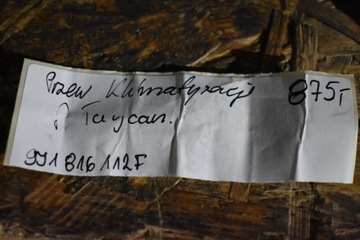 Przew Klimatyzacji 875T
P Taycan.
9J1 816 112F